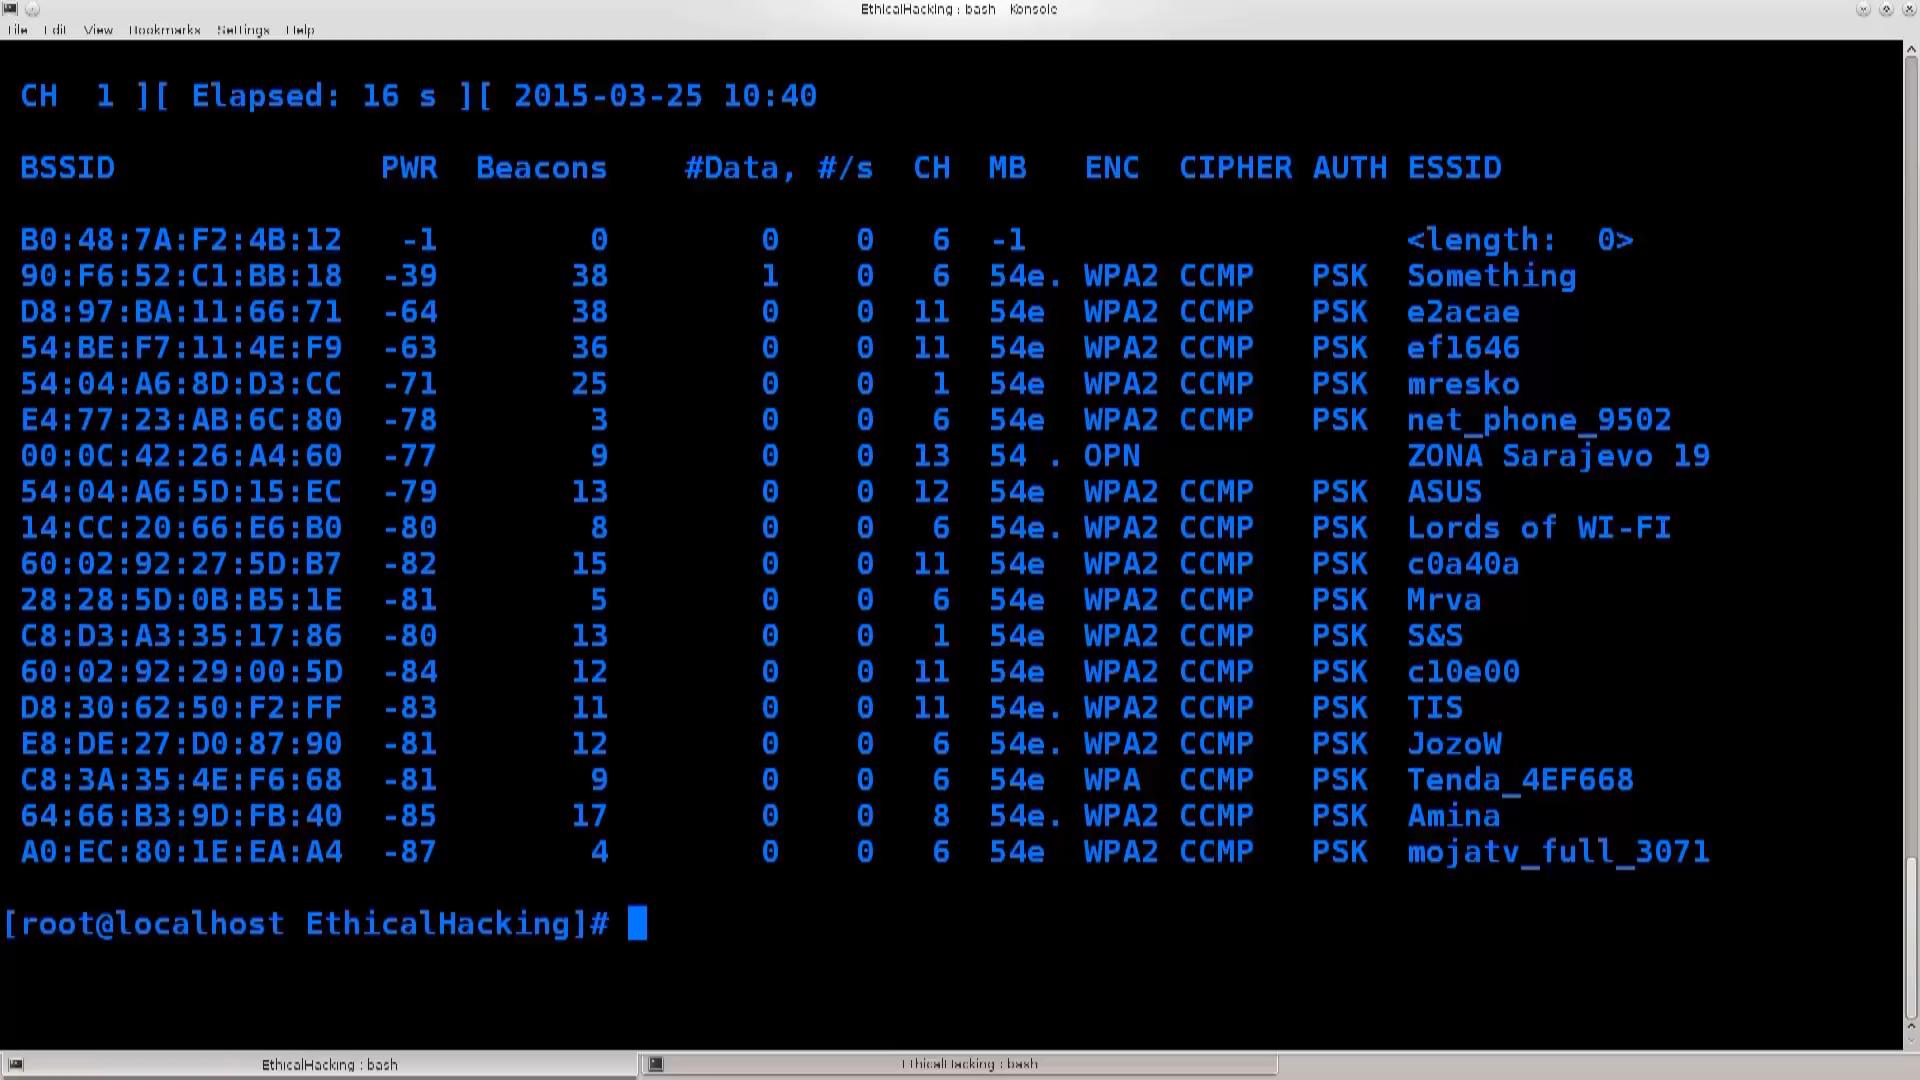 EthicalHacking : bash Konsole
File Edit View Bookmarks Settings Help
CH 1 ][ Elapsed: 16 s ][ 2015-03-25 10:40
BSSID PWR Beacons #Data, #/s CH MB ENC CIPHER AUTH ESSID
B0:48:7A:F2:4B:12 -1 0 0 0 6 -1 <length: 0>
90:F6:52:C1:BB:18 -39 38 1 0 6 54e. WPA2 CCMP PSK Something
D8:97:BA:11:66:71 -64 38 0 0 11 54e WPA2 CCMP PSK e2acae
54:BE:F7:11:4E:F9 -63 36 0 0 11 54e WPA2 CCMP PSK ef1646
54:04:A6:8D:D3:CC -71 25 0 0 1 54e WPA2 CCMP PSK mresko
E4:77:23:AB:6C:80 -78 3 0 0 6 54e WPA2 CCMP PSK net_phone_9502
00:0C:42:26:A4:60 -77 9 0 0 13 54 . OPN ZONA Sarajevo 19
54:04:A6:5D:15:EC -79 13 0 0 12 54e WPA2 CCMP PSK ASUS
14:CC:20:66:E6:B0 -80 8 0 0 6 54e. WPA2 CCMP PSK Lords of WI-FI
60:02:92:27:5D:B7 -82 15 0 0 11 54e WPA2 CCMP PSK c0a40a
28:28:5D:0B:B5:1E -81 5 0 0 6 54e WPA2 CCMP PSK Mrva
C8:D3:A3:35:17:86 -80 13 0 0 1 54e WPA2 CCMP PSK S&S
60:02:92:29:00:5D -84 12 0 0 11 54e WPA2 CCMP PSK c10e00
D8:30:62:50:F2:FF -83 11 0 0 11 54e. WPA2 CCMP PSK TIS
E8:DE:27:D0:87:90 -81 12 0 0 6 54e. WPA2 CCMP PSK JozoW
C8:3A:35:4E:F6:68 -81 9 0 0 6 54e WPA CCMP PSK Tenda_4EF668
64:66:B3:9D:FB:40 -85 17 0 0 8 54e. WPA2 CCMP PSK Amina
A0:EC:80:1E:EA:A4 -87 4 0 0 6 54e WPA2 CCMP PSK mojatv_full_3071
[root@localhost EthicalHacking]#
EthicalHacking : bash EthicalHacking : bash